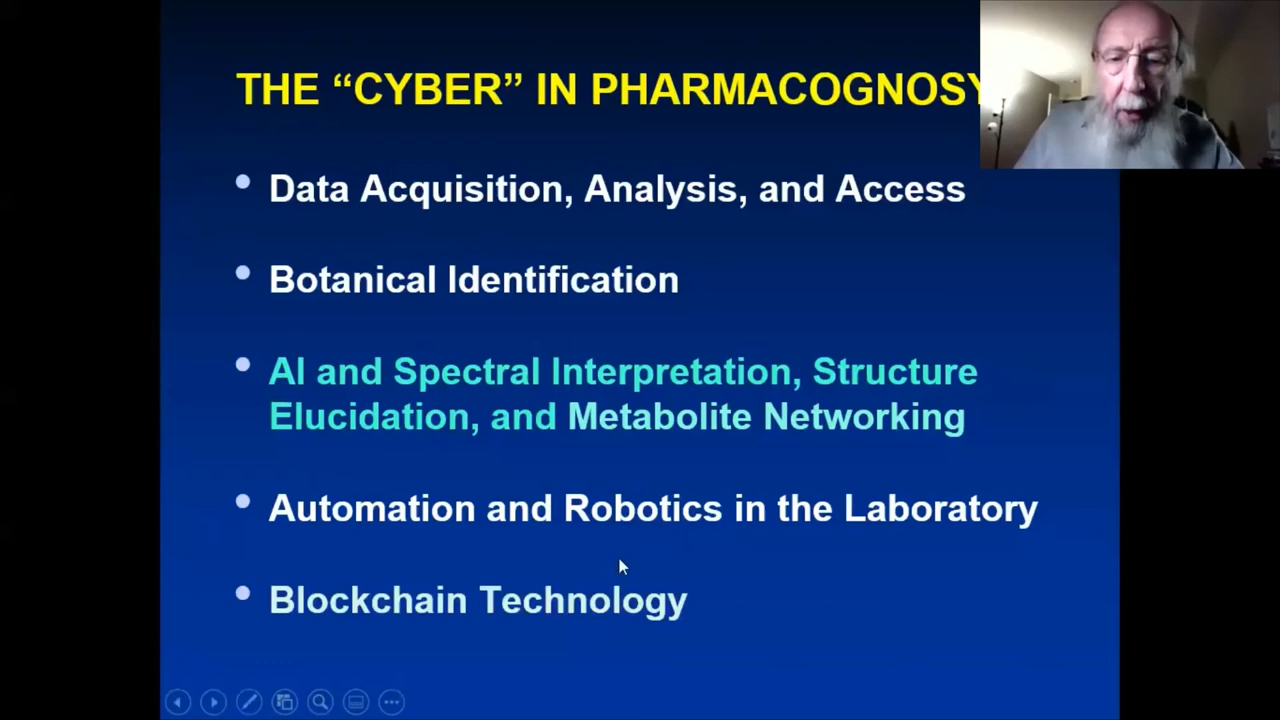 THE “CYBER” IN PHARMACOGNOSY
• Data Acquisition, Analysis, and Access
• Botanical Identification
• AI and Spectral Interpretation, Structure
Elucidation, and Metabolite Networking
• Automation and Robotics in the Laboratory
• Blockchain Technology